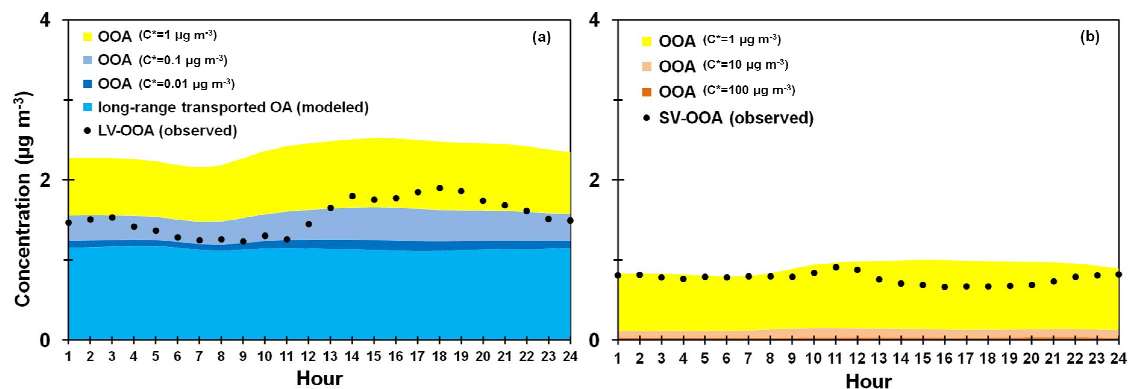 4
OOA (C*=1 µg m-3)
(a)
OOA (C*=0.1 µg m-3)
OOA (C*=0.01 µg m-3)
long-range transported OA (modeled)
LV-OOA (observed)
Concentration (µg m-3)
2
0
1 2 3 4 5 6 7 8 9 10 11 12 13 14 15 16 17 18 19 20 21 22 23 24
Hour
4
OOA (C*=1 µg m-3)
(b)
OOA (C*=10 µg m-3)
OOA (C*=100 µg m-3)
SV-OOA (observed)
2
0
1 2 3 4 5 6 7 8 9 10 11 12 13 14 15 16 17 18 19 20 21 22 23 24
Hour